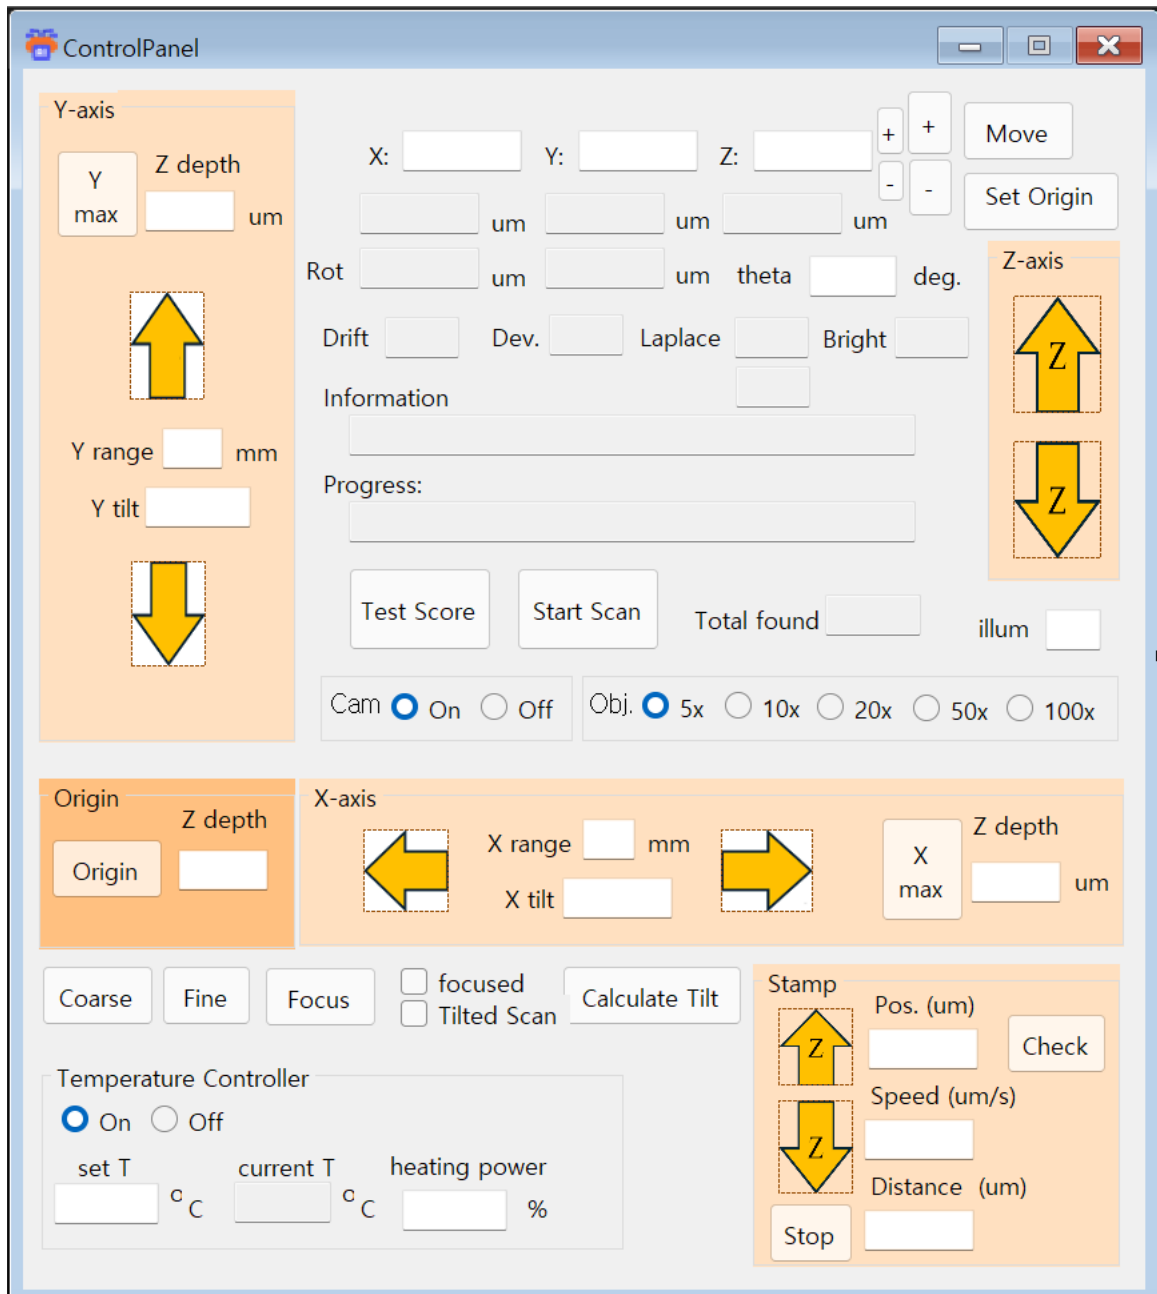 ControlPanel
Y-axis
Y max
Z depth
um
Y range mm
Y tilt
X: Y: Z:
+ +
- -
Move
Set Origin
um um um
Rot um um theta deg.
Drift Dev. Laplace Bright
Information
Progress:
Z-axis
Z
Z
Test Score Start Scan Total found illum
Cam On Off
Obj. 5x 10x 20x 50x 100x
Origin
Z depth
Origin
X-axis
X range mm
X tilt
X max
Z depth
um
Coarse Fine Focus
focused
Tilted Scan
Calculate Tilt
Stamp
Z
Z
Pos. (um)
Check
Speed (um/s)
Distance (um)
Stop
Temperature Controller
On Off
set T current T heating power
o C o C %